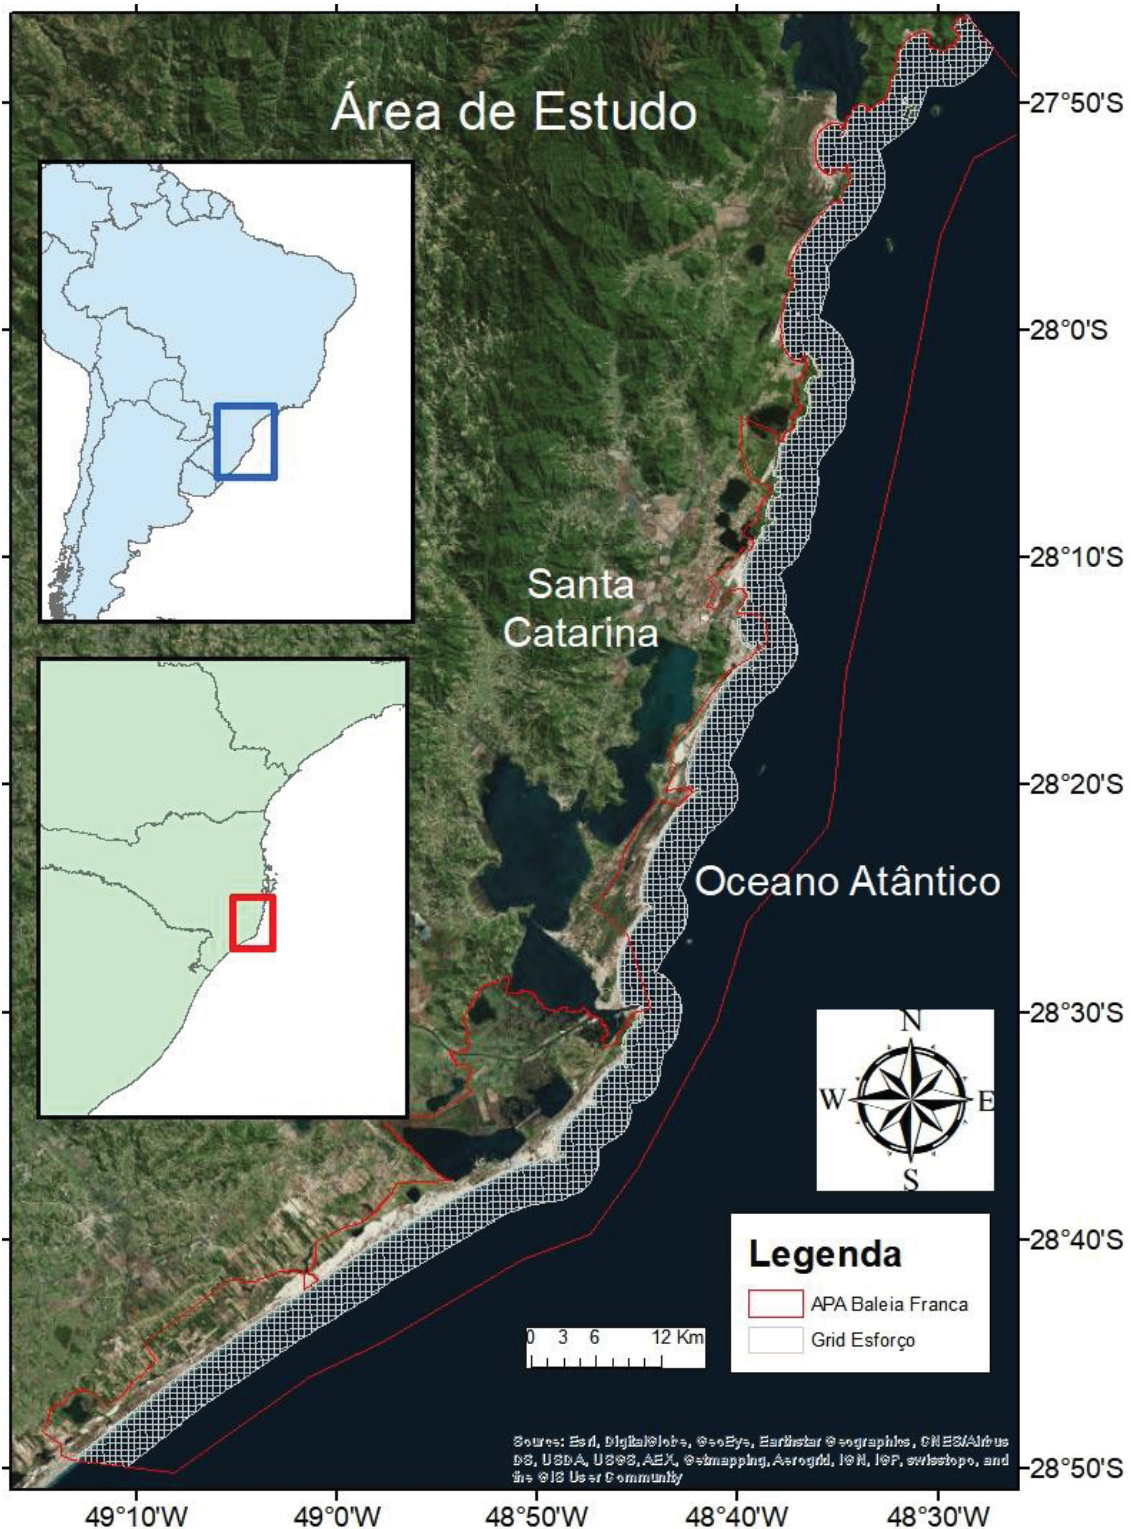 Área de Estudo
Santa
Catarina
Oceano Atântico
N
W
E
S
Legenda
APA Baleia Franca
Grid Esforço
0 3 6 12 Km
Source: Esri, DigitalGlobe, GeoEye, Earthstar Geographics, CNES/Airbus
DS, USDA, USGS, AEX, Getmapping, Aerogrid, IGN, IGP, swisstopo, and
the GIS User Community
27°50'S
28°0'S
28°10'S
28°20'S
28°30'S
28°40'S
28°50'S
49°10'W 49°0'W 48°50'W 48°40'W 48°30'W